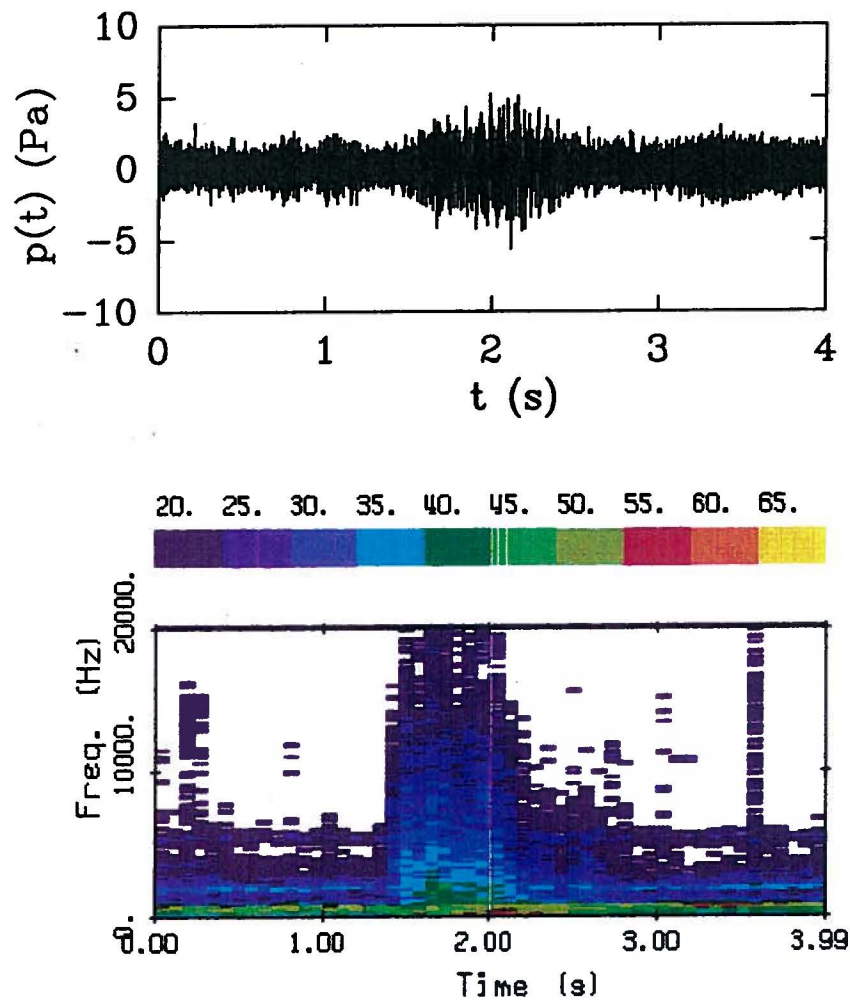 10
5
0
−5
−10
p(t) (Pa)
0 1 2 3 4
t (s)
20. 25. 30. 35. 40. 45. 50. 55. 60. 65.
20000.
10000.
0.
Freq. (Hz)
0.00 1.00 2.00 3.00 3.99
Time (s)